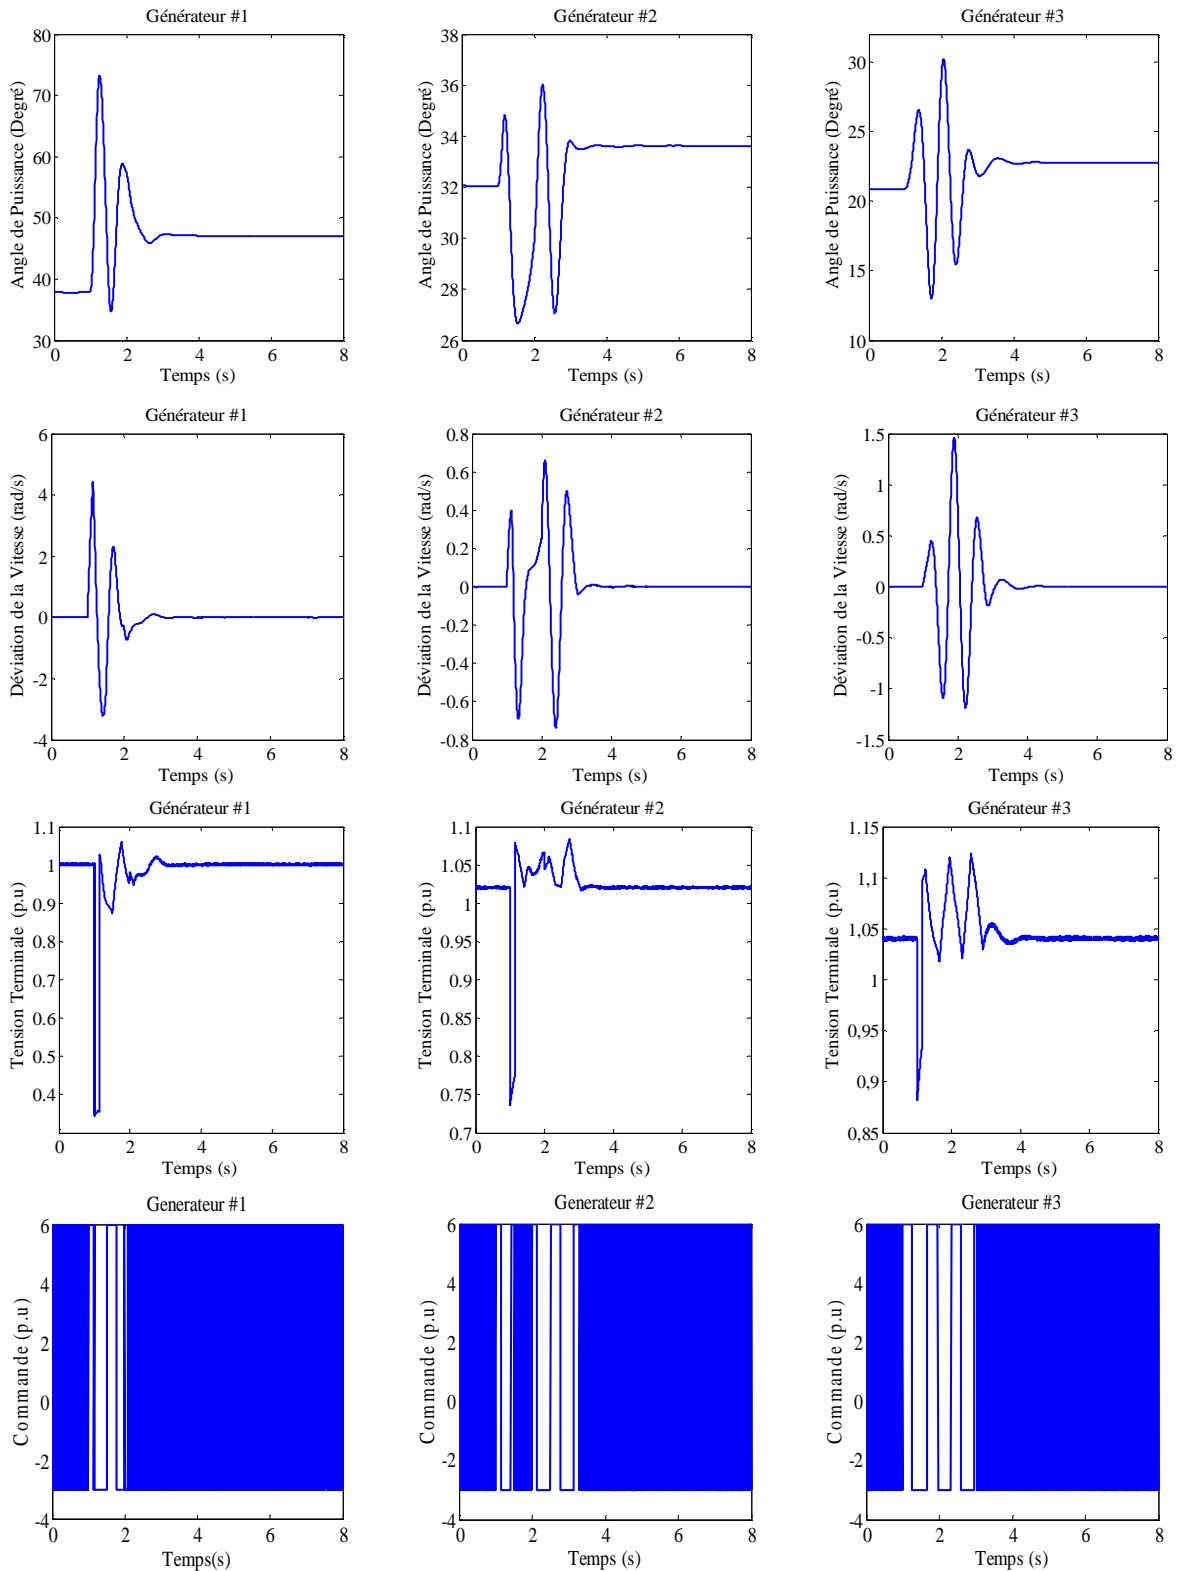 Générateur #1
Angle de Puissance (Degré)
80
70
60
50
40
30
0 2 4 6 8
Temps (s)
Générateur #2
Angle de Puissance (Degré)
38
36
34
32
30
28
26
0 2 4 6 8
Temps (s)
Générateur #3
Angle de Puissance (Degré)
30
25
20
15
10
0 2 4 6 8
Temps (s)
Générateur #1
Déviation de la Vitesse (rad/s)
6
4
2
0
-2
-4
0 2 4 6 8
Temps (s)
Générateur #2
Déviation de la Vitesse (rad/s)
0.8
0.6
0.4
0.2
0
-0.2
-0.4
-0.6
-0.8
0 2 4 6 8
Temps (s)
Générateur #3
Déviation de la Vitesse (rad/s)
1.5
1
0.5
0
-0.5
-1
-1.5
0 2 4 6 8
Temps (s)
Générateur #1
Tension Terminale (p.u)
1.1
1
0.9
0.8
0.7
0.6
0.5
0.4
0 2 4 6 8
Temps (s)
Générateur #2
Tension Terminale (p.u)
1.1
1.05
1
0.95
0.9
0.85
0.8
0.75
0.7
0 2 4 6 8
Temps (s)
Générateur #3
Tension Terminale (p.u)
1.15
1.1
1,05
1
0,95
0,9
0,85
0 2 4 6 8
Temps (s)
Generateur #1
Commande (p.u)
6
4
2
0
-2
-4
0 2 4 6 8
Temps(s)
Generateur #2
Commande (p.u)
6
4
2
0
-2
-4
0 2 4 6 8
Temps (s)
Generateur #3
Commande (p.u)
6
4
2
0
-2
-4
0 2 4 6 8
Temps (s)